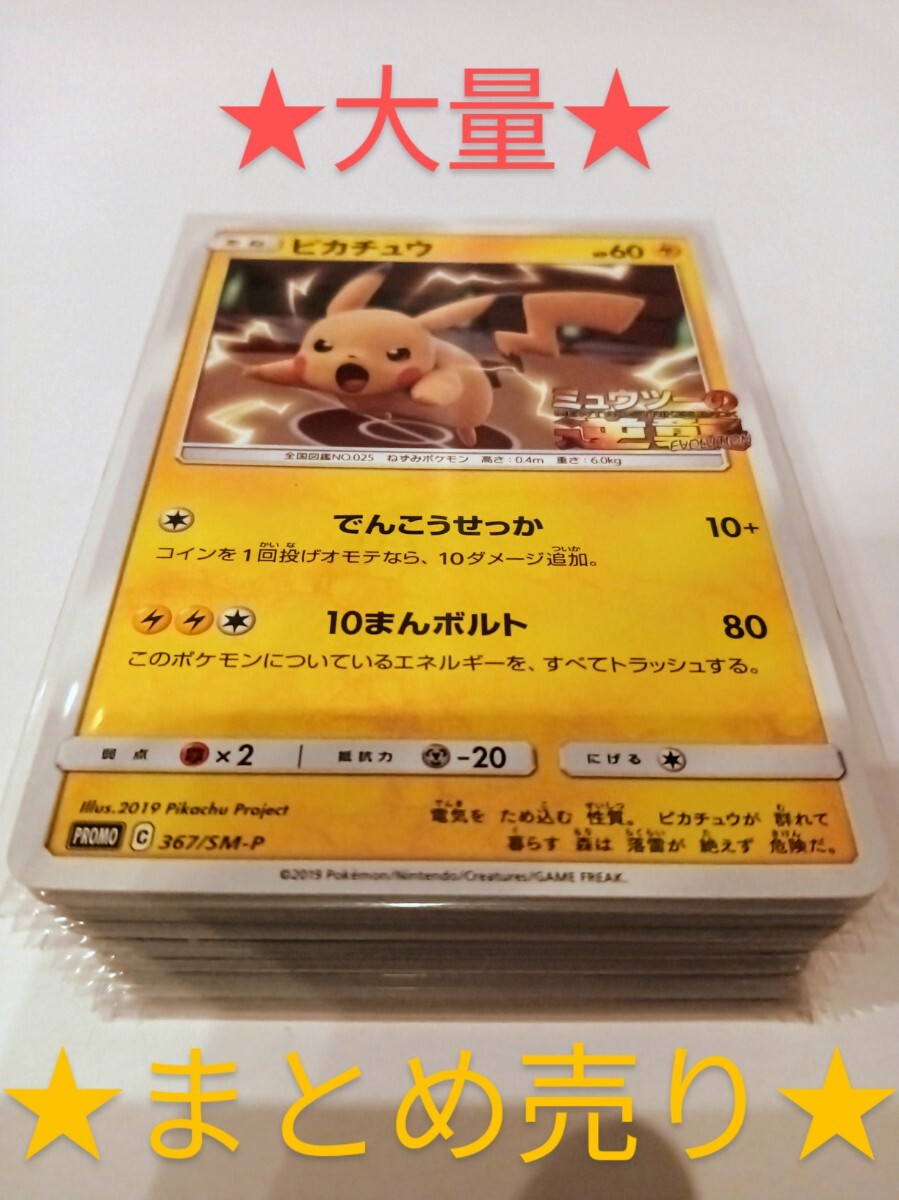 ★大量★
ピカチュウ
HP60
ミュウツーの
逆襲
EVOLUTION
全国図鑑NO.025 ねずみポケモン 高さ:0.4m 重さ:6.0kg
でんこうせっか 10+
コインを1回投げオモテなら、10ダメージ追加。
10まんボルト 80
このポケモンについているエネルギーを、すべてトラッシュする。
弱点 ×2 抵抗力 -20 にげる
Illus.2019 Pikachu Project
電気を ため込む 性質。 ピカチュウが 群れて
PROMO C 367/SM-P
暮らす 森は 落雷が 絶えず 危険だ。
©2019 Pokémon/Nintendo/Creatures/GAME FREAK.
★まとめ売り★